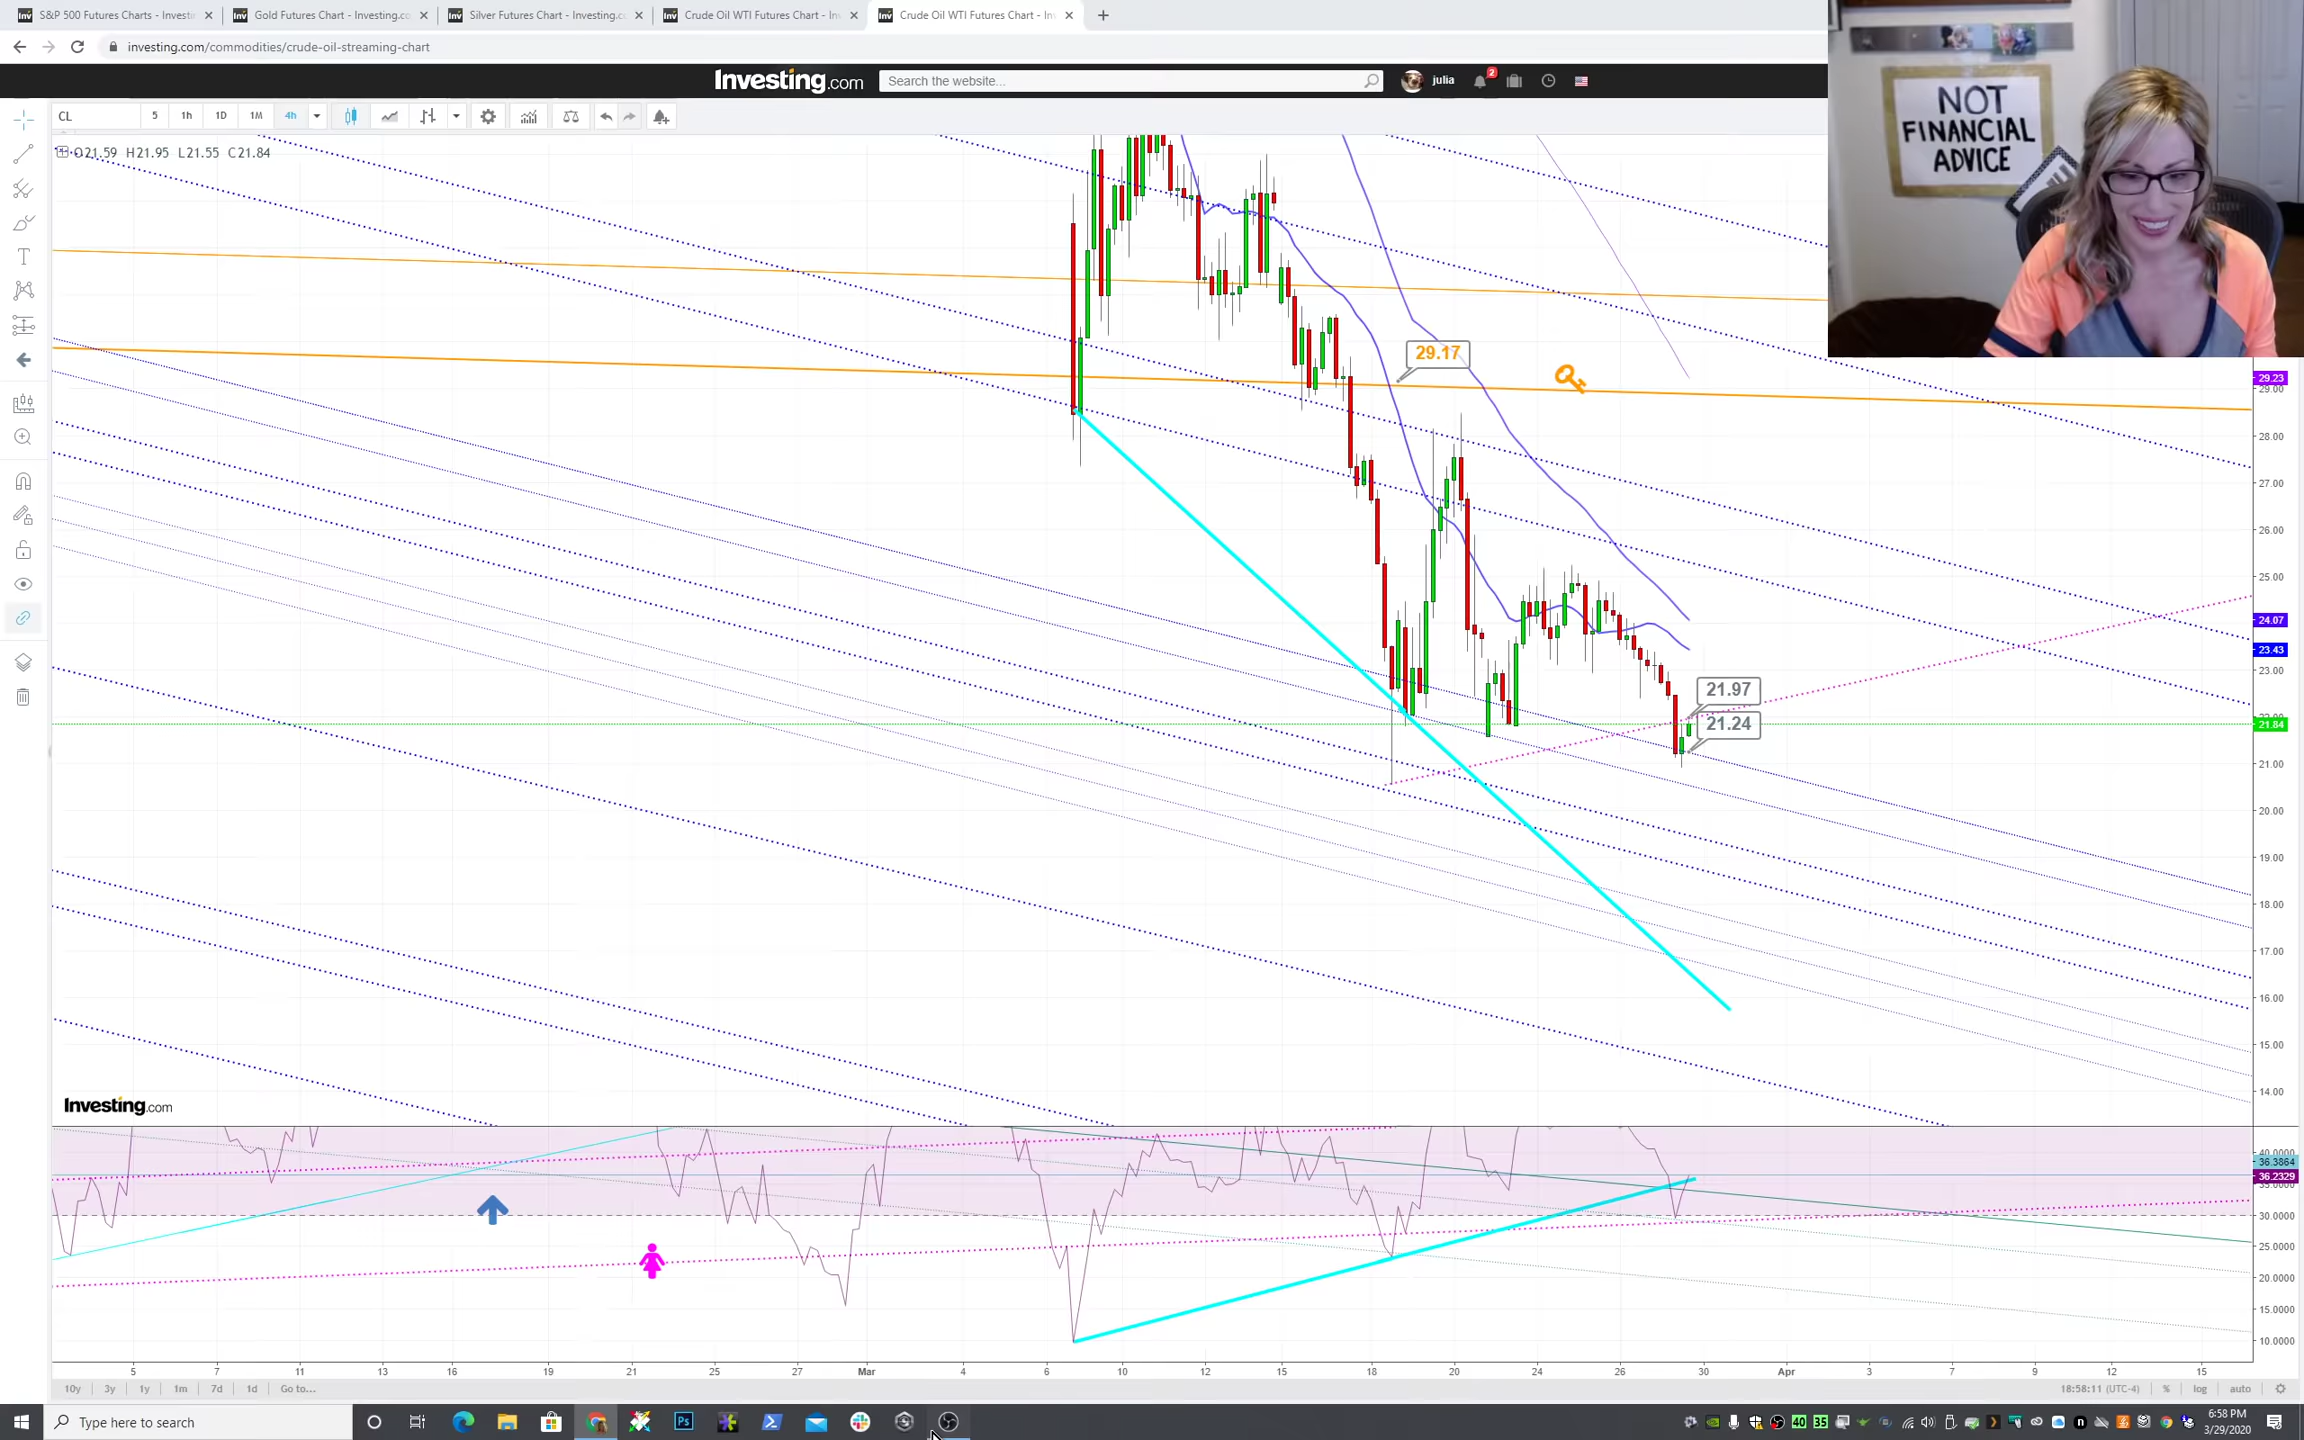 S&P 500 Futures Charts - Investi
Gold Futures Chart - Investing.co
Silver Futures Chart - Investing.c
Crude Oil WTI Futures Chart - In
Crude Oil WTI Futures Chart - In
investing.com/commodities/crude-oil-streaming-chart
Investing.com
Search the website...
julia
2
CL
5
1h
1D
1M
4h
O21.59 H21.95 L21.55 C21.84
NOT
FINANCIAL
ADVICE
29.17
21.97
21.24
29.23
29.00
28.00
27.00
26.00
25.00
24.07
23.43
23.00
21.84
21.00
20.00
19.00
18.00
17.00
16.00
15.00
14.00
Investing.com
40.0000
36.3864
36.2329
30.0000
25.0000
20.0000
15.0000
10.0000
5 7 11 13 16 19 21 25 27 Mar 4 6 10 12 15 18 20 24 26 30 Apr 3 7 9 12 15
10y 3y 1y 1m 7d 1d Go to...
18:58:11 (UTC-4) % log auto
Type here to search
Ps
40 35
6:58 PM
3/29/2020